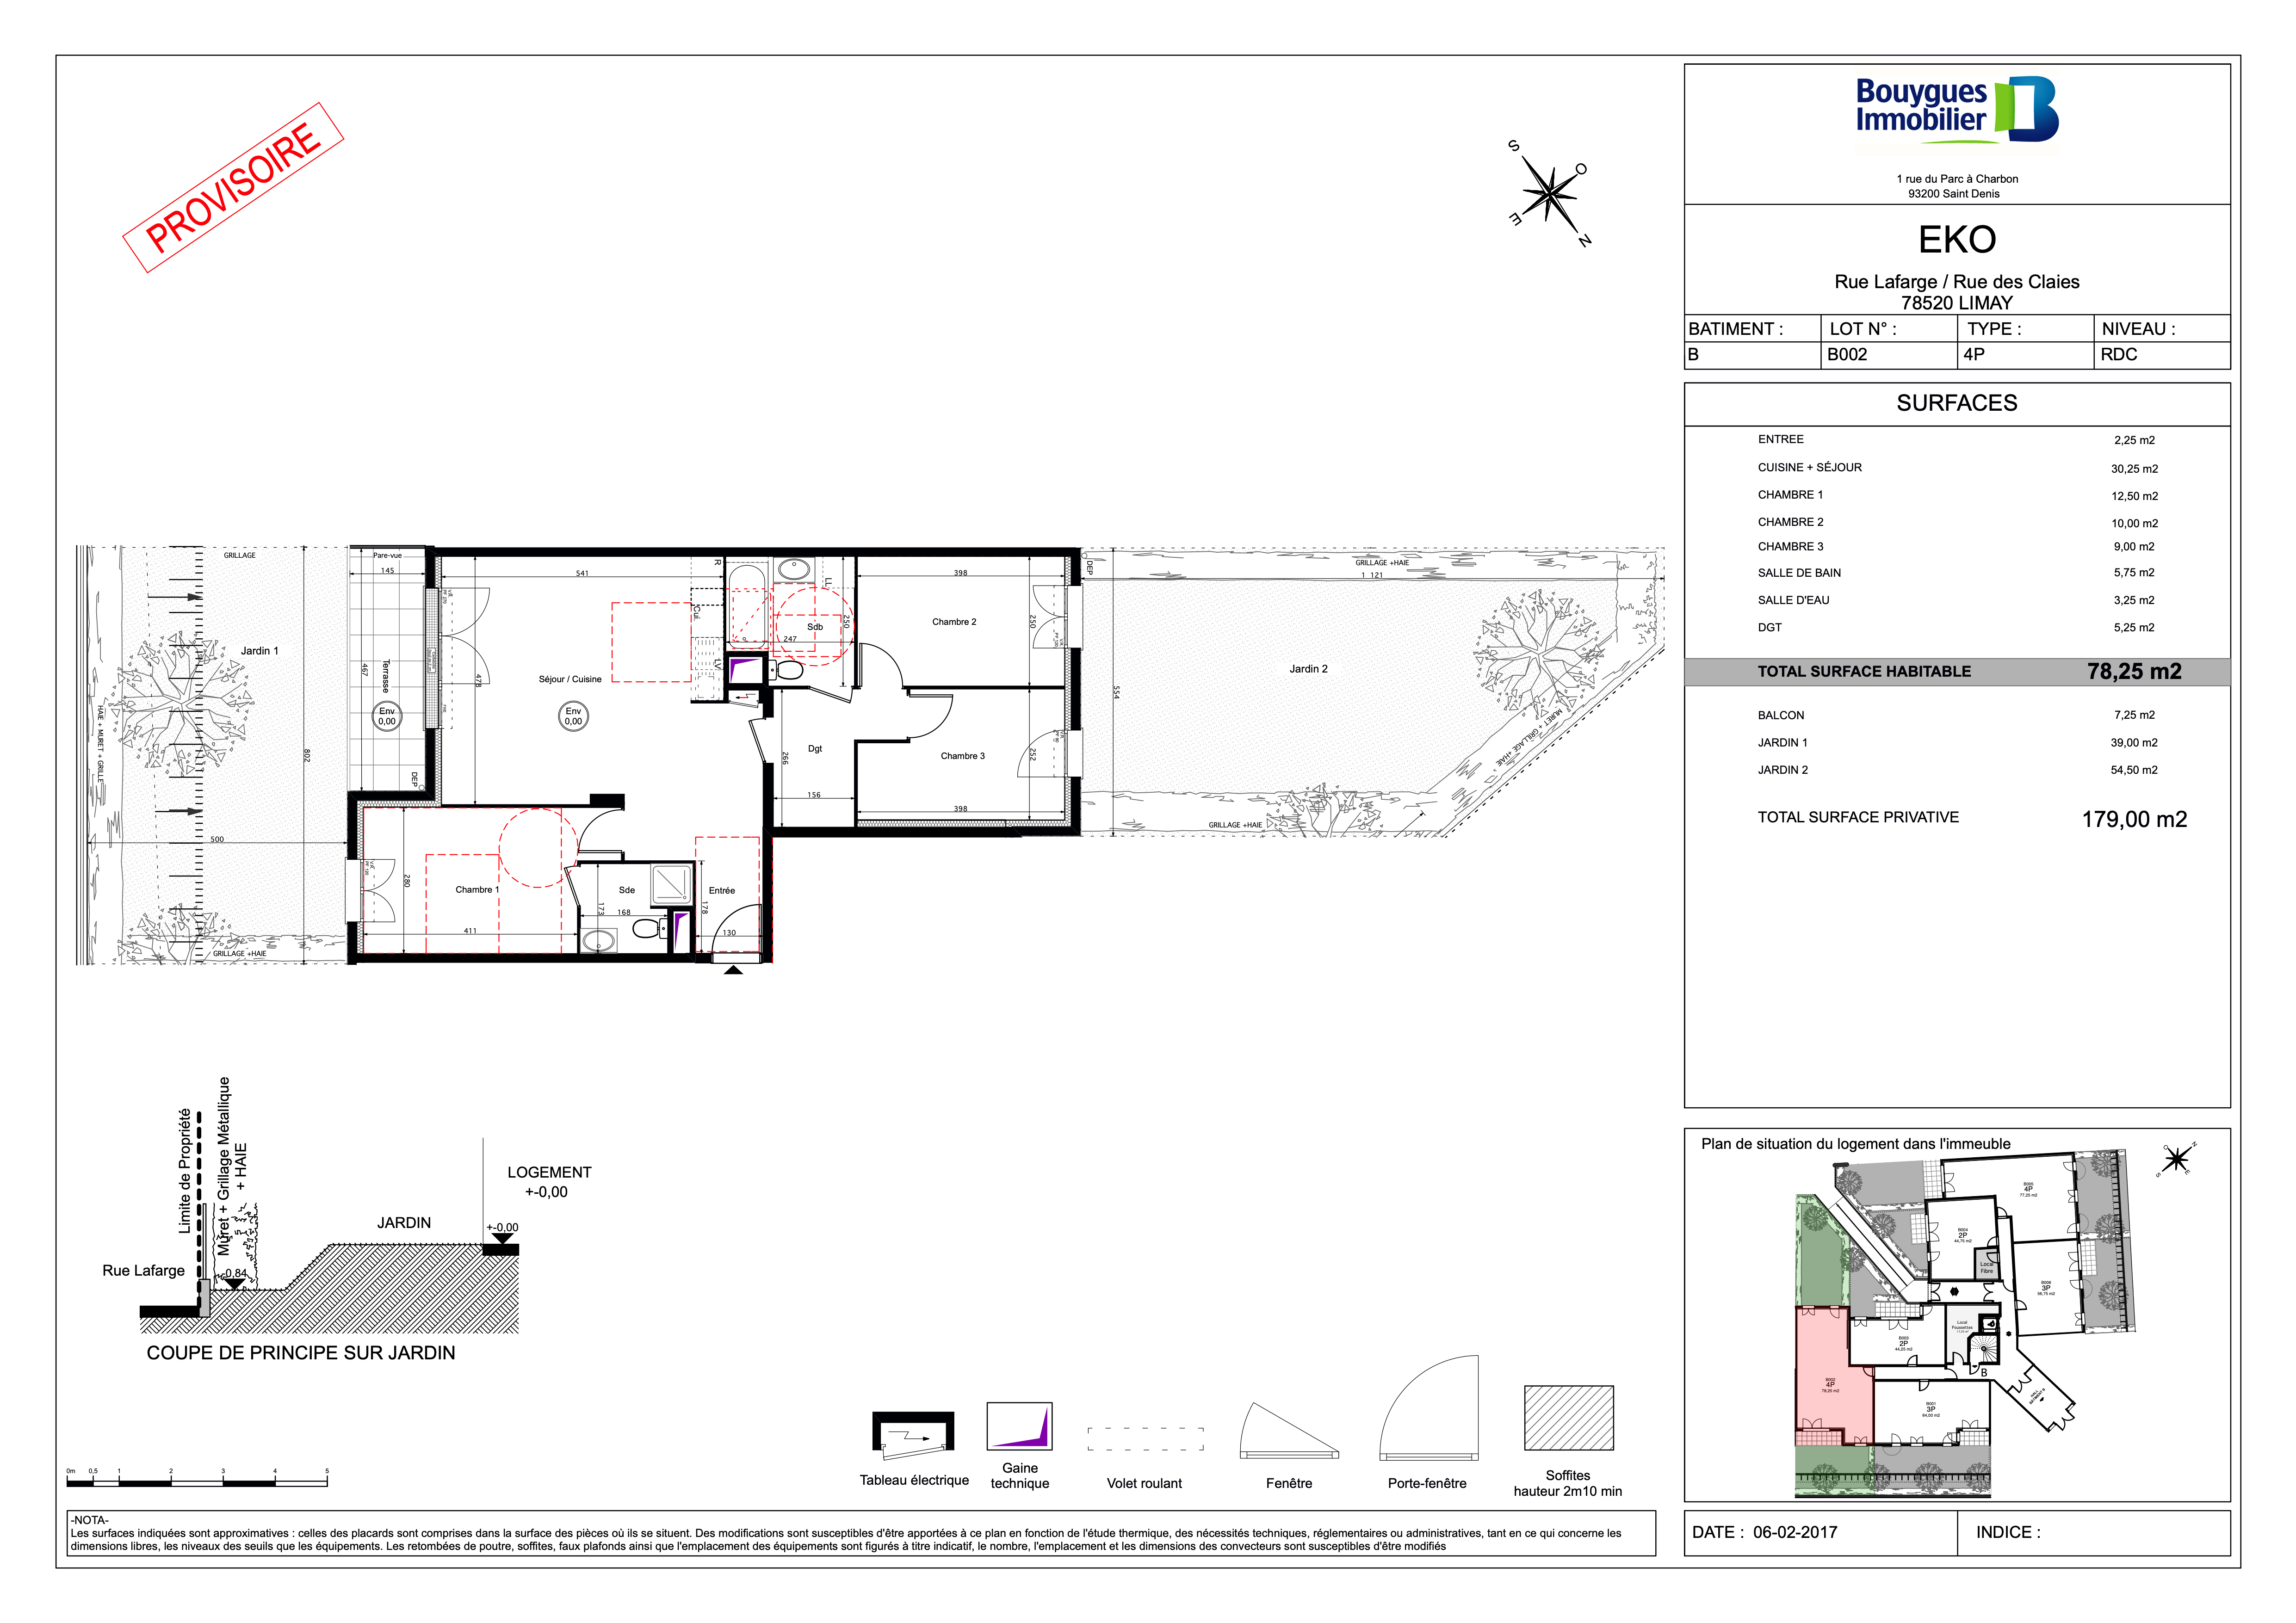 PROVISOIRE
S
O
E
N
Bouygues
Immobilier
1 rue du Parc à Charbon
93200 Saint Denis
EKO
Rue Lafarge / Rue des Claies
78520 LIMAY
BATIMENT :
LOT N° :
TYPE :
NIVEAU :
B
B002
4P
RDC
SURFACES
ENTREE 2,25 m2
CUISINE + SÉJOUR 30,25 m2
CHAMBRE 1 12,50 m2
CHAMBRE 2 10,00 m2
CHAMBRE 3 9,00 m2
SALLE DE BAIN 5,75 m2
SALLE D'EAU 3,25 m2
DGT 5,25 m2
TOTAL SURFACE HABITABLE 78,25 m2
BALCON 7,25 m2
JARDIN 1 39,00 m2
JARDIN 2 54,50 m2
TOTAL SURFACE PRIVATIVE 179,00 m2
GRILLAGE
Pare-vue
145
541
R
LL
398
DEP
GRILLAGE +HAIE
1 121
Jardin 1
467
Terrasse
478
Séjour / Cuisine
Cui.
LV
Sdb
250
247
Chambre 2
250
Jardin 2
554
Env
0,00
Env
0,00
HAIE + MURET + GRILLE
802
DEP
Dgt
266
156
Chambre 3
252
398
MURET + GRILLAGE +HAIE
GRILLAGE +HAIE
500
280
Chambre 1
411
Sde
173
168
Entrée
178
130
GRILLAGE +HAIE
Limite de Propriété
Muret + Grillage Métallique
+ HAIE
LOGEMENT
+-0,00
JARDIN
+-0,00
Rue Lafarge
-0,84
COUPE DE PRINCIPE SUR JARDIN
0m 0,5 1 2 3 4 5
Tableau électrique
Gaine
technique
Volet roulant
Fenêtre
Porte-fenêtre
Soffites
hauteur 2m10 min
Plan de situation du logement dans l'immeuble
N
O
E
S
B005
4P
77,25 m2
B004
2P
44,75 m2
Local
Fibre
B006
3P
56,75 m2
Local
Poussettes
B003
2P
44,25 m2
B002
4P
78,25 m2
B001
3P
64,00 m2
B
-NOTA-
Les surfaces indiquées sont approximatives : celles des placards sont comprises dans la surface des pièces où ils se situent. Des modifications sont susceptibles d'être apportées à ce plan en fonction de l'étude thermique, des nécessités techniques, réglementaires ou administratives, tant en ce qui concerne les
dimensions libres, les niveaux des seuils que les équipements. Les retombées de poutre, soffites, faux plafonds ainsi que l'emplacement des équipements sont figurés à titre indicatif, le nombre, l'emplacement et les dimensions des convecteurs sont susceptibles d'être modifiés
DATE : 06-02-2017
INDICE :